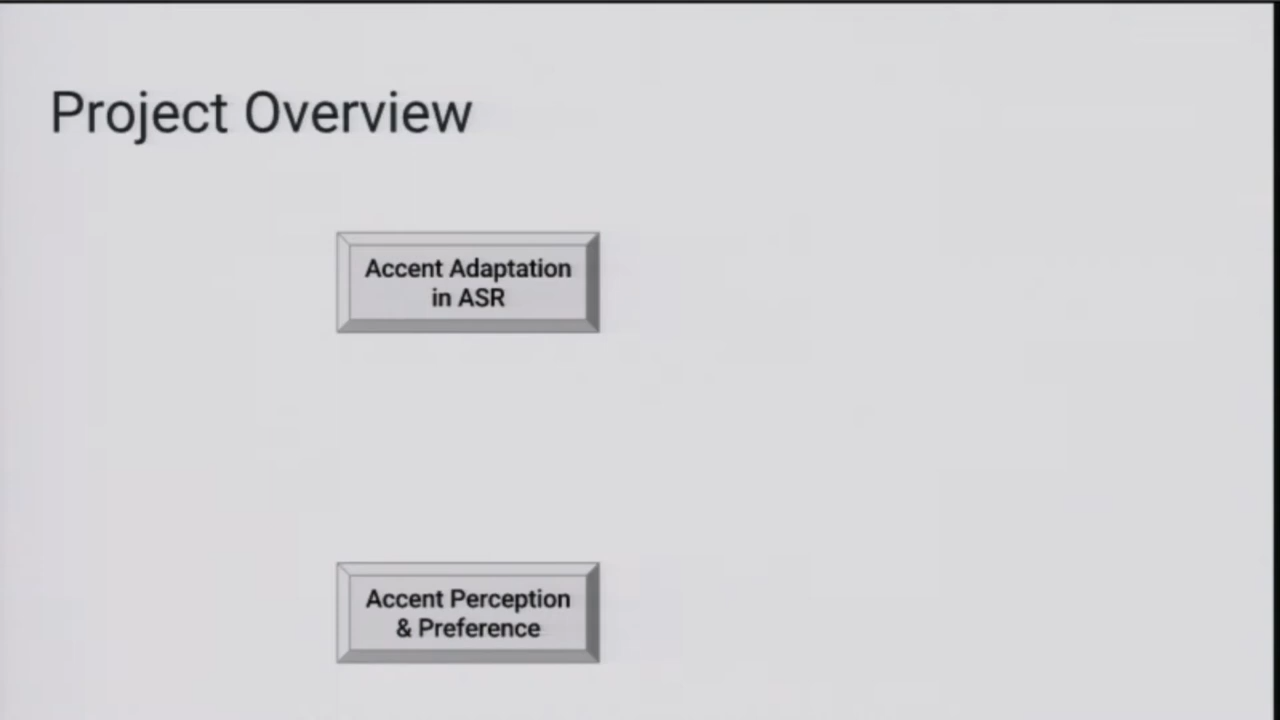 Project Overview
Accent Adaptation
in ASR
Accent Perception
& Preference